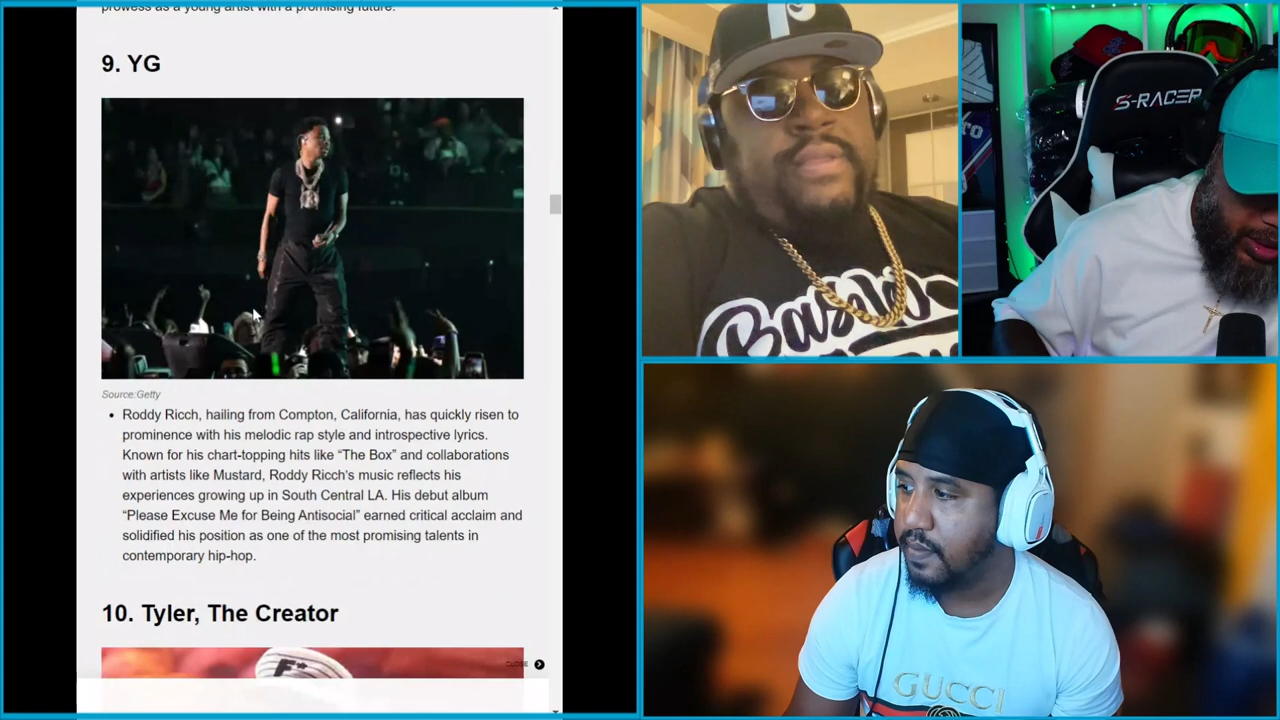 prowess as a young artist with a promising future.
9. YG
Source:Getty
• Roddy Ricch, hailing from Compton, California, has quickly risen to
prominence with his melodic rap style and introspective lyrics.
Known for his chart-topping hits like “The Box” and collaborations
with artists like Mustard, Roddy Ricch's music reflects his
experiences growing up in South Central LA. His debut album
“Please Excuse Me for Being Antisocial” earned critical acclaim and
solidified his position as one of the most promising talents in
contemporary hip-hop.
10. Tyler, The Creator
F*
CLOSE
S-RACER
GUCCI